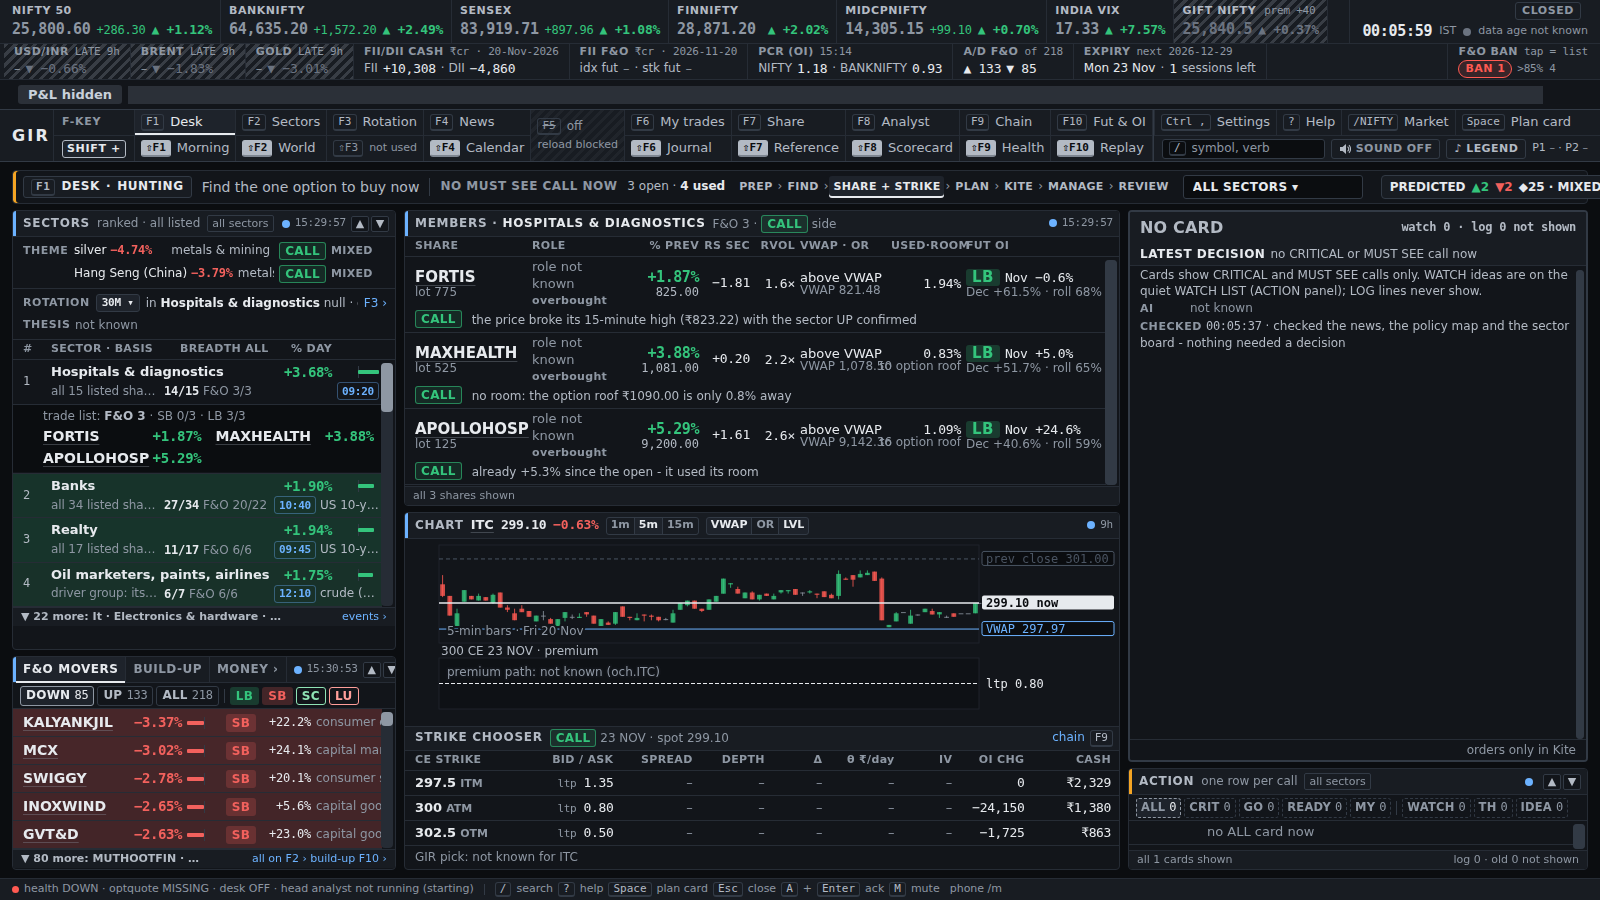 NIFTY 50 BANKNIFTY SENSEX FINNIFTY MIDCPNIFTY INDIA VIX GIFT NIFTY prem +40 CLOSED
25,800.60 +286.30 ▲ +1.12% 64,635.20 +1,572.20 ▲ +2.49% 83,919.71 +897.96 ▲ +1.08% 28,871.20 ▲ +2.02% 14,305.15 +99.10 ▲ +0.70% 17.33 ▲ +7.57% 25,840.5 ▲ +0.37% 00:05:59 IST data age not known
USD/INR LATE 9h BRENT LATE 9h GOLD LATE 9h FII/DII CASH ₹cr · 20-Nov-2026 FII F&O ₹cr · 2026-11-20 PCR (OI) 15:14 A/D F&O of 218 EXPIRY next 2026-12-29 F&O BAN tap = list
– ▼ −0.66% – ▼ −1.83% – ▼ −3.01% FII +10,308 · DII −4,860 idx fut – · stk fut – NIFTY 1.18 · BANKNIFTY 0.93 ▲ 133 ▼ 85 Mon 23 Nov · 1 sessions left BAN 1 >85% 4
P&L hidden
GIR F-KEY F1 Desk F2 Sectors F3 Rotation F4 News F5 off F6 My trades F7 Share F8 Analyst F9 Chain F10 Fut & OI Ctrl , Settings ? Help /NIFTY Market Space Plan card
SHIFT + ⇧F1 Morning ⇧F2 World ⇧F3 not used ⇧F4 Calendar reload blocked ⇧F6 Journal ⇧F7 Reference ⇧F8 Scorecard ⇧F9 Health ⇧F10 Replay / symbol, verb SOUND OFF ♪ LEGEND P1 – · P2 –
F1 DESK · HUNTING Find the one option to buy now NO MUST SEE CALL NOW 3 open · 4 used PREP › FIND › SHARE + STRIKE › PLAN › KITE › MANAGE › REVIEW ALL SECTORS ▾ PREDICTED ▲2 ▼2 ◆25 · MIXED
SECTORS ranked · all listed all sectors 15:29:57 ▲ ▼
THEME silver −4.74% metals & mining CALL MIXED
Hang Seng (China) −3.79% metals CALL MIXED
ROTATION 30M ▾ in Hospitals & diagnostics null · F3 ›
THESIS not known
# SECTOR · BASIS BREADTH ALL % DAY
1 Hospitals & diagnostics +3.68%
all 15 listed sha… 14/15 F&O 3/3 09:20
trade list: F&O 3 · SB 0/3 · LB 3/3
FORTIS +1.87% MAXHEALTH +3.88%
APOLLOHOSP +5.29%
2 Banks +1.90%
all 34 listed sha… 27/34 F&O 20/22 10:40 US 10-y…
3 Realty +1.94%
all 17 listed sha… 11/17 F&O 6/6 09:45 US 10-y…
4 Oil marketers, paints, airlines +1.75%
driver group: its… 6/7 F&O 6/6 12:10 crude (…
▼ 22 more: It · Electronics & hardware · … events ›
F&O MOVERS BUILD-UP MONEY › 15:30:53 ▲ ▼
DOWN 85 UP 133 ALL 218 LB SB SC LU
KALYANKJIL −3.37% SB +22.2% consumer
MCX −3.02% SB +24.1% capital mar
SWIGGY −2.78% SB +20.1% consumer s
INOXWIND −2.65% SB +5.6% capital goo
GVT&D −2.63% SB +23.0% capital goo
▼ 80 more: MUTHOOTFIN · … all on F2 › build-up F10 ›
MEMBERS · HOSPITALS & DIAGNOSTICS F&O 3 · CALL side 15:29:57
SHARE ROLE % PREV RS SEC RVOL VWAP · OR USED·ROOM FUT OI
FORTIS role not known +1.87% −1.81 1.6× above VWAP 1.94% LB Nov −0.6%
lot 775 overbought 825.00 VWAP 821.48 Dec +61.5% · roll 68%
CALL the price broke its 15-minute high (₹823.22) with the sector UP confirmed
MAXHEALTH role not known +3.88% +0.20 2.2× above VWAP 0.83% LB Nov +5.0%
lot 525 overbought 1,081.00 VWAP 1,078.50 to option roof Dec +51.7% · roll 65%
CALL no room: the option roof ₹1090.00 is only 0.8% away
APOLLOHOSP role not known +5.29% +1.61 2.6× above VWAP 1.09% LB Nov +24.6%
lot 125 overbought 9,200.00 VWAP 9,142.36 to option roof Dec +40.6% · roll 59%
CALL already +5.3% since the open - it used its room
all 3 shares shown
CHART ITC 299.10 −0.63% 1m 5m 15m VWAP OR LVL 9h
prev close 301.00
299.10 now
VWAP 297.97
5-min bars · Fri 20 Nov
300 CE 23 NOV · premium
premium path: not known (och.ITC)
ltp 0.80
STRIKE CHOOSER CALL 23 NOV · spot 299.10 chain F9
CE STRIKE BID / ASK SPREAD DEPTH Δ θ ₹/day IV OI CHG CASH
297.5 ITM ltp 1.35 – – – – – 0 ₹2,329
300 ATM ltp 0.80 – – – – – −24,150 ₹1,380
302.5 OTM ltp 0.50 – – – – – −1,725 ₹863
GIR pick: not known for ITC
NO CARD watch 0 · log 0 not shown
LATEST DECISION no CRITICAL or MUST SEE call now
Cards show CRITICAL and MUST SEE calls only. WATCH ideas are on the
quiet WATCH LIST (ACTION panel); LOG lines never show.
AI not known
CHECKED 00:05:37 · checked the news, the policy map and the sector
board - nothing needed a decision
orders only in Kite
ACTION one row per call all sectors ▲ ▼
ALL 0 CRIT 0 GO 0 READY 0 MY 0 WATCH 0 TH 0 IDEA 0
no ALL card now
all 1 cards shown log 0 · old 0 not shown
health DOWN · optquote MISSING · desk OFF · head analyst not running (starting) / search ? help Space plan card Esc close A + Enter ack M mute phone /m